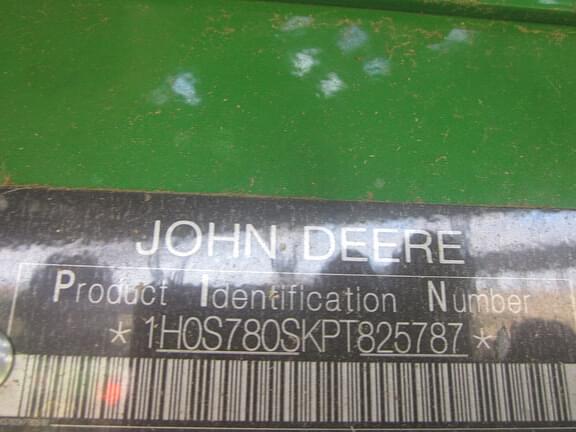 JOHN DEERE
Product Identification Number
*1H0S780SKPT825787*